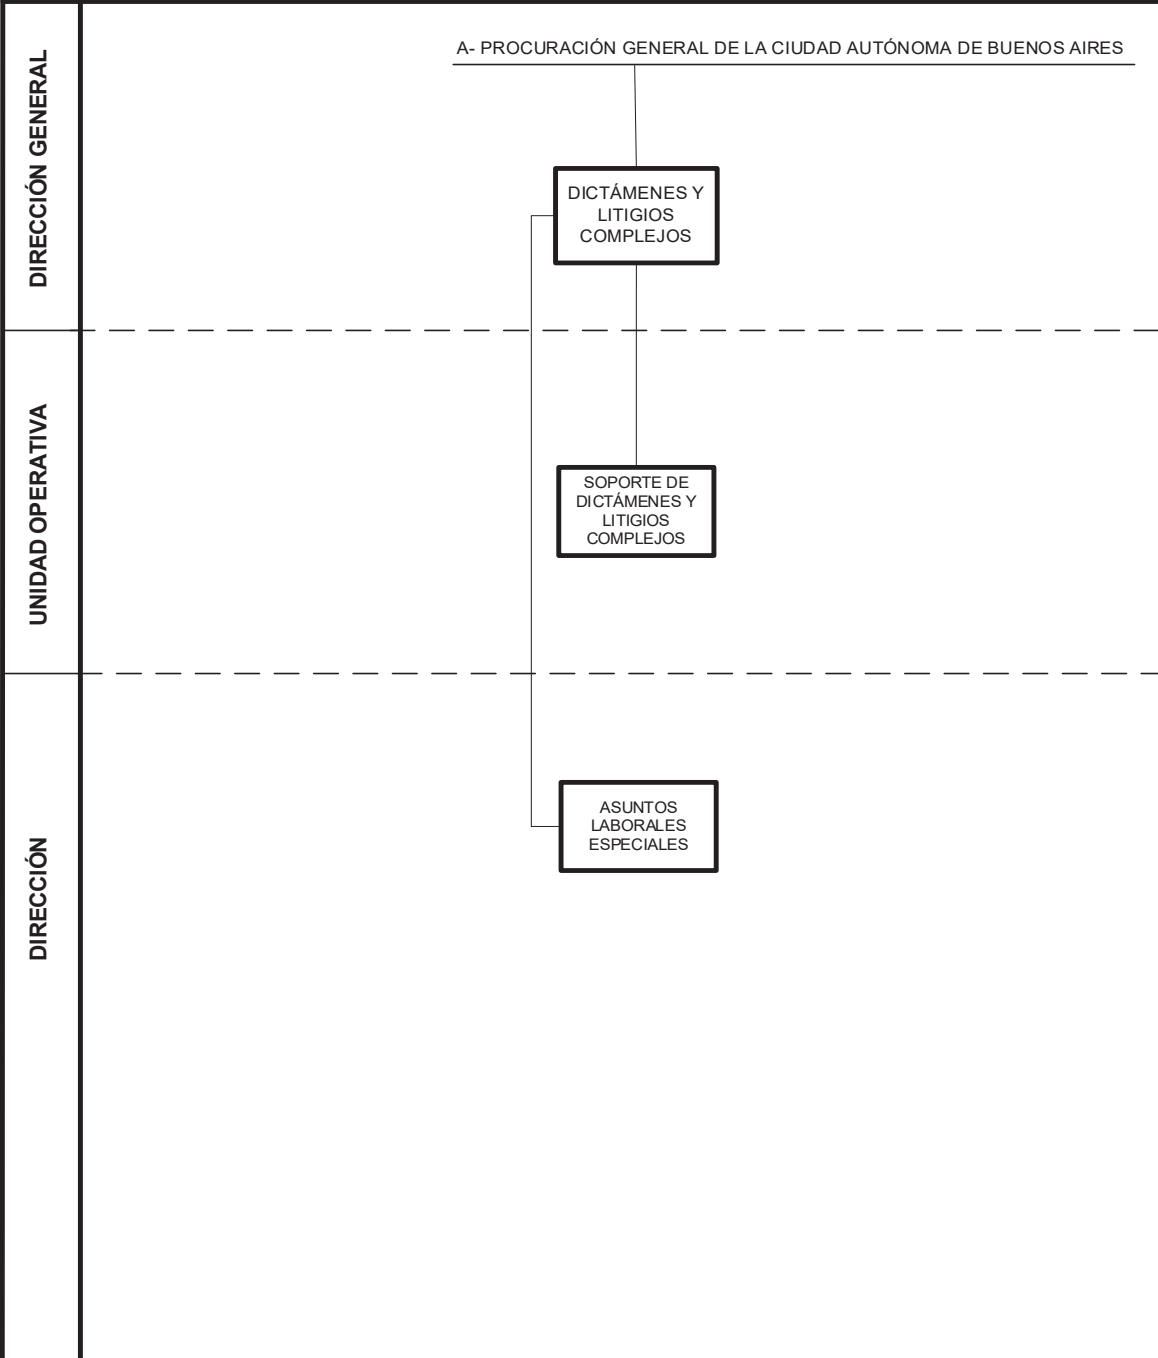 A- PROCURACIÓN GENERAL DE LA CIUDAD AUTÓNOMA DE BUENOS AIRES
DIRECCIÓN GENERAL
DICTÁMENES Y
LITIGIOS
COMPLEJOS
UNIDAD OPERATIVA
SOPORTE DE
DICTÁMENES Y
LITIGIOS
COMPLEJOS
DIRECCIÓN
ASUNTOS
LABORALES
ESPECIALES